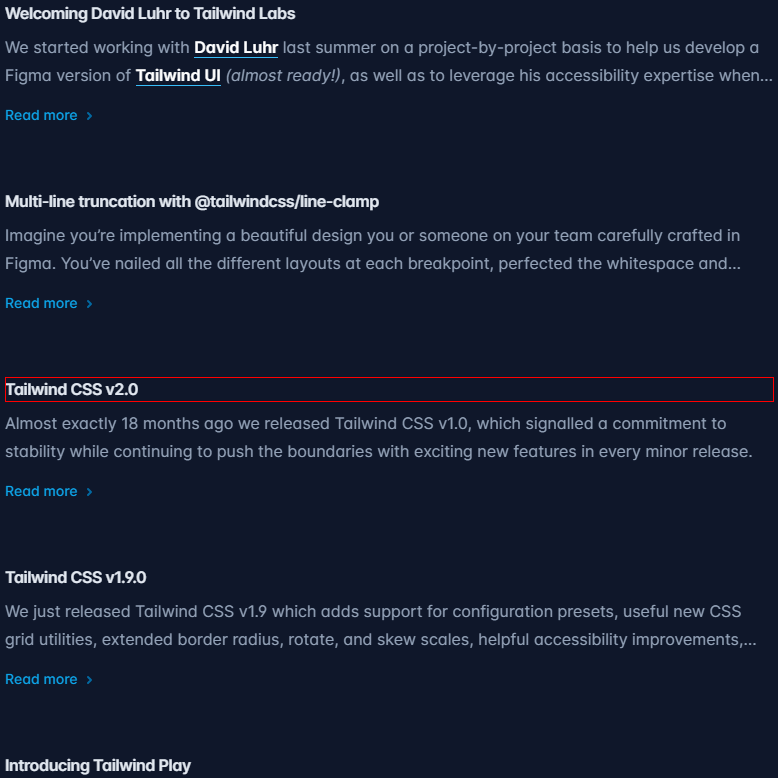 Welcoming David Luhr to Tailwind Labs
We started working with David Luhr last summer on a project-by-project basis to help us develop a
Figma version of Tailwind UI (almost ready!), as well as to leverage his accessibility expertise when...
Read more
Multi-line truncation with @tailwindcss/line-clamp
Imagine you're implementing a beautiful design you or someone on your team carefully crafted in
Figma. You've nailed all the different layouts at each breakpoint, perfected the whitespace and...
Read more
Tailwind CSS v2.0
Almost exactly 18 months ago we released Tailwind CSS v1.0, which signalled a commitment to
stability while continuing to push the boundaries with exciting new features in every minor release.
Read more
Tailwind CSS v1.9.0
We just released Tailwind CSS v1.9 which adds support for configuration presets, useful new CSS
grid utilities, extended border radius, rotate, and skew scales, helpful accessibility improvements,...
Read more
Introducing Tailwind Play